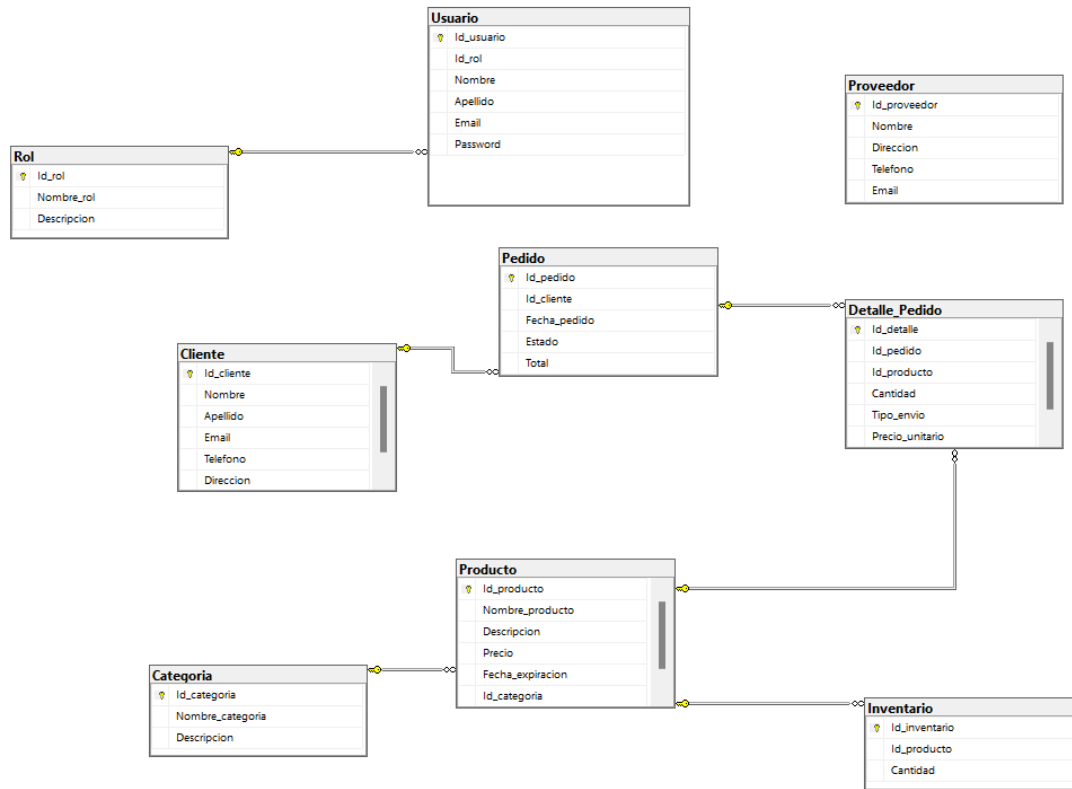 Usuario
Id_usuario
Id_rol
Nombre
Apellido
Email
Password
Proveedor
Id_proveedor
Nombre
Direccion
Telefono
Email
Rol
Id_rol
Nombre_rol
Descripcion
Pedido
Id_pedido
Id_cliente
Fecha_pedido
Estado
Total
Detalle_Pedido
Id_detalle
Id_pedido
Id_producto
Cantidad
Tipo_envio
Precio_unitario
Cliente
Id_cliente
Nombre
Apellido
Email
Telefono
Direccion
Producto
Id_producto
Nombre_producto
Descripcion
Precio
Fecha_expiracion
Id_categoria
Categoria
Id_categoria
Nombre_categoria
Descripcion
Inventario
Id_inventario
Id_producto
Cantidad